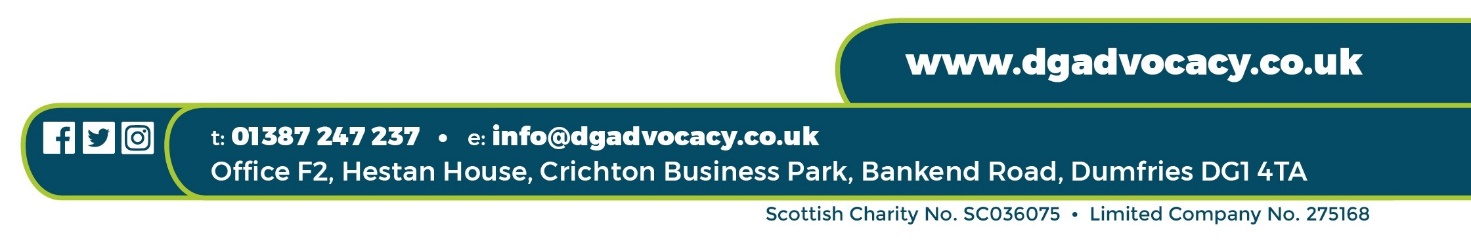 www.dgadvocacy.co.uk
t: 01387 247 237 • e: info@dgadvocacy.co.uk
Office F2, Hestan House, Crichton Business Park, Bankend Road, Dumfries DG1 4TA
Scottish Charity No. SC036075 • Limited Company No. 275168